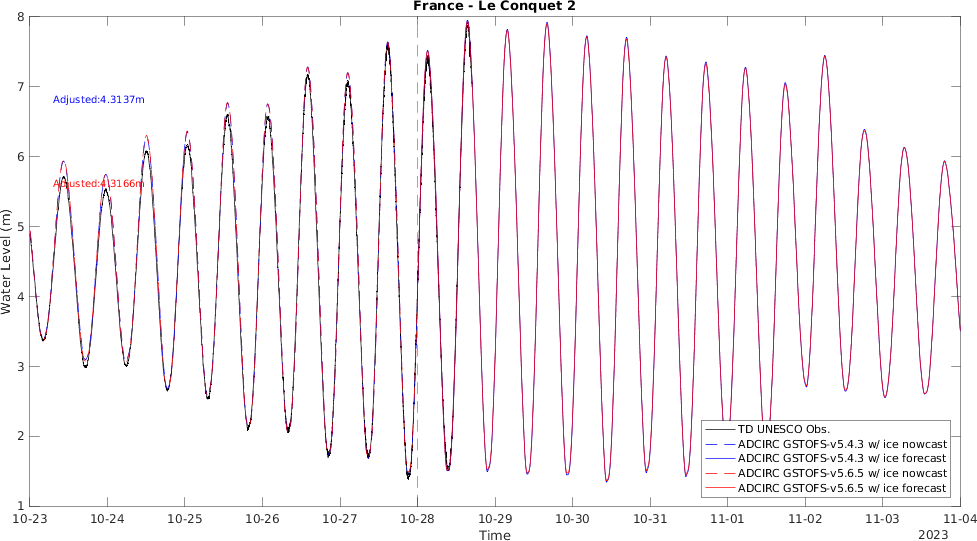 France - Le Conquet 2
Water Level (m)
8
7
6
5
4
3
2
1
Adjusted:4.3137m
Adjusted:4.3166m
TD UNESCO Obs.
ADCIRC GSTOFS-v5.4.3 w/ ice nowcast
ADCIRC GSTOFS-v5.4.3 w/ ice forecast
ADCIRC GSTOFS-v5.6.5 w/ ice nowcast
ADCIRC GSTOFS-v5.6.5 w/ ice forecast
10-23 10-24 10-25 10-26 10-27 10-28 10-29 10-30 10-31 11-01 11-02 11-03 11-04
Time
2023